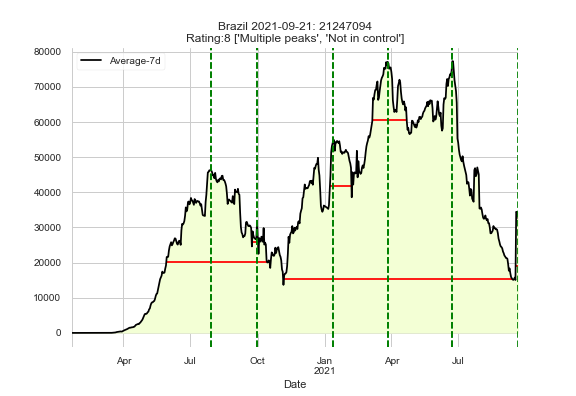 Brazil 2021-09-21: 21247094
Rating:8 ['Multiple peaks', 'Not in control']
Average-7d
80000
70000
60000
50000
40000
30000
20000
10000
0
Apr
Jul
Oct
Jan
2021
Apr
Jul
Date